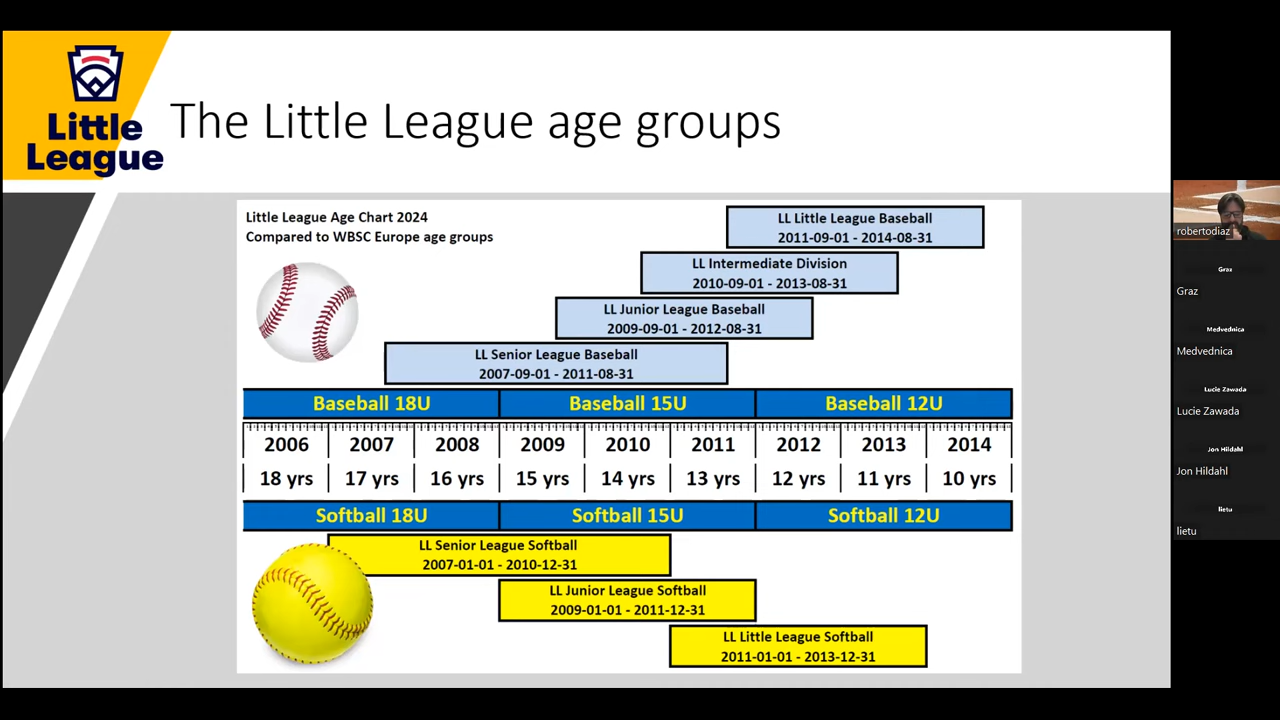 Little
League
The Little League age groups
Little League Age Chart 2024
Compared to WBSC Europe age groups
LL Little League Baseball
2011-09-01 - 2014-08-31
LL Intermediate Division
2010-09-01 - 2013-08-31
LL Junior League Baseball
2009-09-01 - 2012-08-31
LL Senior League Baseball
2007-09-01 - 2011-08-31
Baseball 18U Baseball 15U Baseball 12U
2006 2007 2008 2009 2010 2011 2012 2013 2014
18 yrs 17 yrs 16 yrs 15 yrs 14 yrs 13 yrs 12 yrs 11 yrs 10 yrs
Softball 18U Softball 15U Softball 12U
LL Senior League Softball
2007-01-01 - 2010-12-31
LL Junior League Softball
2009-01-01 - 2011-12-31
LL Little League Softball
2011-01-01 - 2013-12-31
robertodiaz
Graz
Graz
Medvednica
Medvednica
Lucie Zawada
Lucie Zawada
Jon Hildahl
Jon Hildahl
lietu
lietu